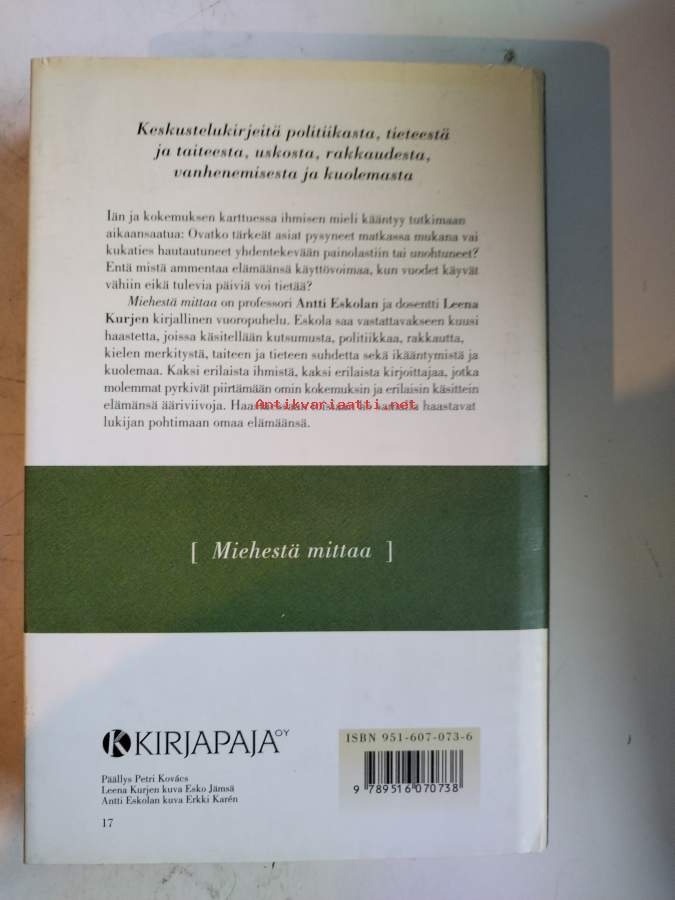 Keskustelukirjeitä politiikasta, tieteestä
ja taiteesta, uskosta, rakkaudesta,
vanhenemisesta ja kuolemasta
Iän ja kokemuksen karttuessa ihmisen mieli kääntyy tutkimaan
aikaansaatua: Ovatko tärkeät asiat pysyneet matkassa mukana vai
kukaties hautautuneet yhdentekevään painolastiin tai unohtuneet?
Entä mistä ammentaa elämäänsä käyttövoimaa, kun vuodet käyvät
vähiin eikä tulevia päiviä voi tietää?
Miehestä mittaa on professori Antti Eskolan ja dosentti Leena
Kurjen kirjallinen vuoropuhelu. Eskola saa vastattavakseen kuusi
haastetta, joissa käsitellään kutsumusta, politiikkaa, rakkautta,
kielen merkitystä, taiteen ja tieteen suhdetta sekä ikääntymistä ja
kuolemaa. Kaksi erilaista ihmistä, kaksi erilaista kirjoittajaa, jotka
molemmat pyrkivät piirtämään omin kokemuksin ja erilaisin käsittein
elämänsä ääriviivoja. haastavat
Antikvariaatti.net
lukijan pohtimaan omaa elämäänsä.
[ Miehestä mittaa ]
KIRJAPAJA OY
ISBN 951-607-073-6
9 789516 070738
Päällys Petri Kovács
Leena Kurjen kuva Esko Jämsä
Antti Eskolan kuva Erkki Karén
17